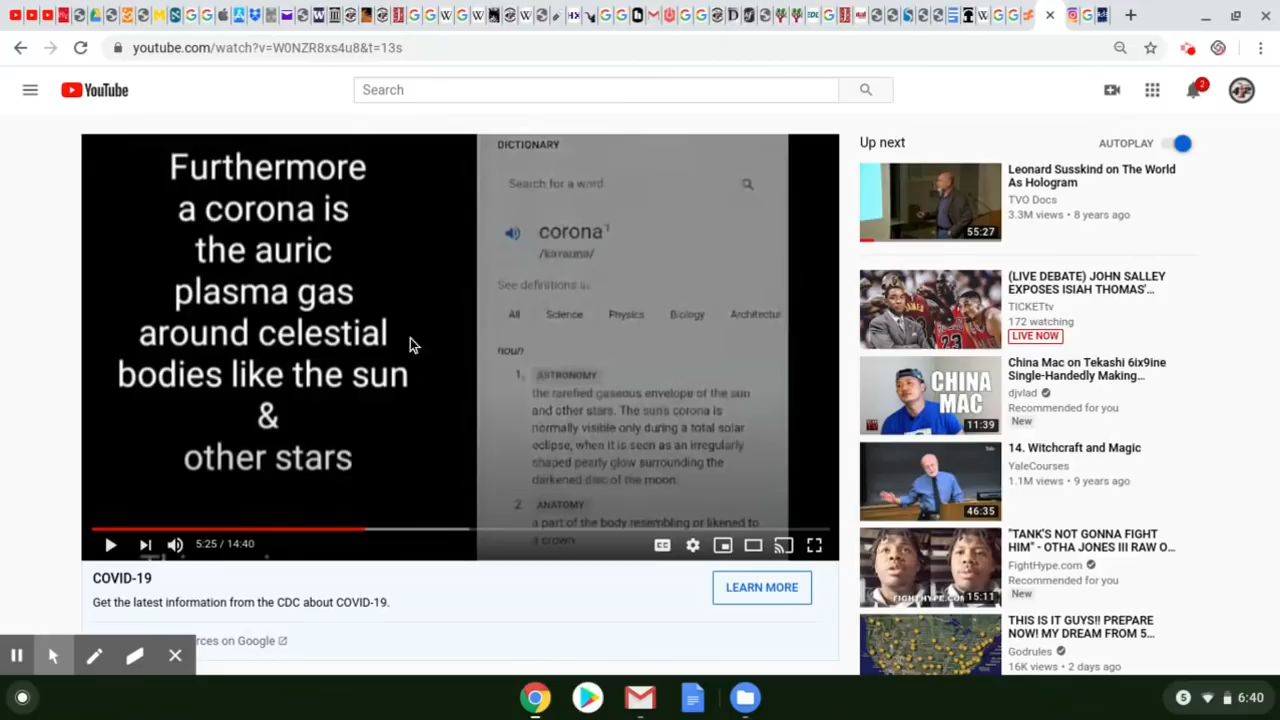 youtube.com/watch?v=W0NZR8xs4u8&t=13s
YouTube
Search
2
Furthermore
a corona is
the auric
plasma gas
around celestial
bodies like the sun
&
other stars
DICTIONARY
Search for a word
corona¹
See definitions in:
All Science Physics Biology Architectur
noun
1. ASTRONOMY
the rarefied gaseous envelope of the sun
and other stars. The sun's corona is
normally visible only during a total solar
eclipse, when it is seen as an irregularly
shaped pearly glow surrounding the
darkened disc of the moon.
2 ANATOMY
a part of the body resembling or likened to
a crown
5:25 / 14:40
CC
COVID-19
Get the latest information from the CDC about COVID-19.
LEARN MORE
rces on Google
Up next
AUTOPLAY
55:27
Leonard Susskind on The World
As Hologram
TVO Docs
3.3M views • 8 years ago
(LIVE DEBATE) JOHN SALLEY
EXPOSES ISIAH THOMAS'...
TICKETtv
172 watching
LIVE NOW
CHINA
MAC
11:39
China Mac on Tekashi 6ix9ine
Single-Handedly Making...
djvlad
Recommended for you
New
46:35
14. Witchcraft and Magic
YaleCourses
1.1M views • 9 years ago
15:11
"TANK'S NOT GONNA FIGHT
HIM" - OTHA JONES III RAW O...
FightHype.com
Recommended for you
New
THIS IS IT GUYS!! PREPARE
NOW! MY DREAM FROM 5...
Godrules
16K views • 2 days ago
5
6:40